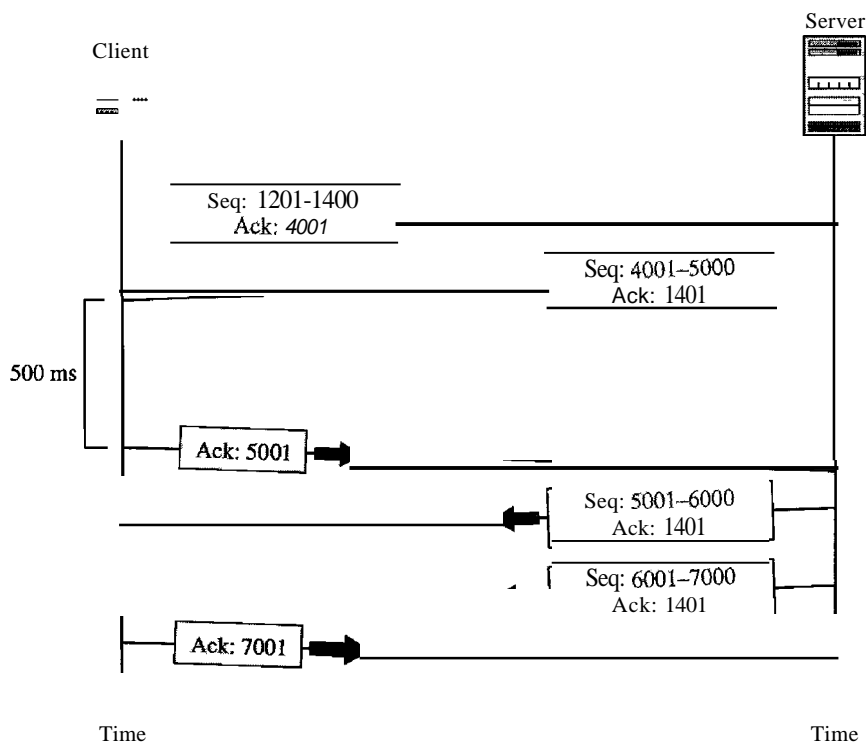 Server
Client
Seq: 1201-1400
Ack: 4001
Seq: 4001–5000
Ack: 1401
500 ms
Ack: 5001
Seq: 5001–6000
Ack: 1401
Seq: 6001–7000
Ack: 1401
Ack: 7001
Time
Time